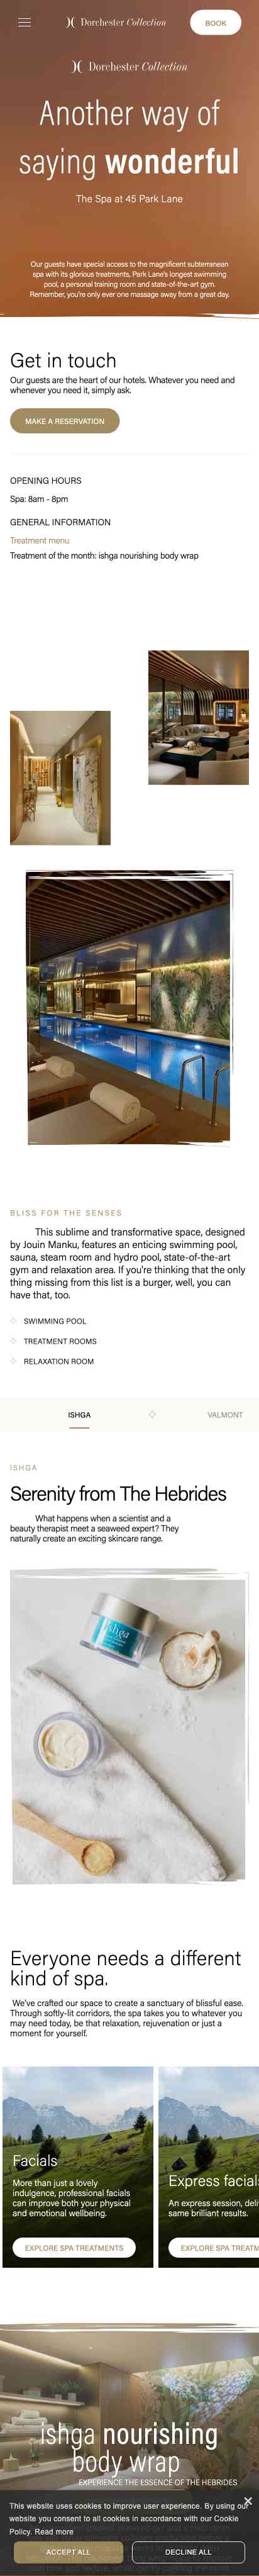 Dorchester Collection
BOOK
Dorchester Collection
Another way of
saying wonderful
The Spa at 45 Park Lane
Our guests have special access to the magnificent subterranean
spa with its glorious treatments, Park Lane's longest swimming
pool, a personal training room and state-of-the-art gym.
Remember, you're only ever one massage away from a great day.
Get in touch
Our guests are the heart of our hotels. Whatever you need and
whenever you need it, simply ask.
MAKE A RESERVATION
OPENING HOURS
Spa: 8am - 8pm
GENERAL INFORMATION
Treatment menu
Treatment of the month: ishga nourishing body wrap
BLISS FOR THE SENSES
This sublime and transformative space, designed
by Jouin Manku, features an enticing swimming pool,
sauna, steam room and hydro pool, state-of-the-art
gym and relaxation area. If you're thinking that the only
thing missing from this list is a burger, well, you can
have that, too.
SWIMMING POOL
TREATMENT ROOMS
RELAXATION ROOM
ISHGA
VALMONT
ISHGA
Serenity from The Hebrides
What happens when a scientist and a
beauty therapist meet a seaweed expert? They
naturally create an exciting skincare range.
ishga
Everyone needs a different
kind of spa.
We've crafted our space to create a sanctuary of blissful ease.
Through softly-lit corridors, the spa takes you to whatever you
may need today, be that relaxation, rejuvenation or just a
moment for yourself.
Facials
More than just a lovely
indulgence, professional facials
can improve both your physical
and emotional wellbeing.
EXPLORE SPA TREATMENTS
Express facial
An express session, deli
same brilliant results.
EXPLORE SPA TREATM
ishga nourishing
body wrap
EXPERIENCE THE ESSENCE OF THE HEBRIDES
This website uses cookies to improve user experience. By using our
website you consent to all cookies in accordance with our Cookie
Policy. Read more
ACCEPT ALL
DECLINE ALL